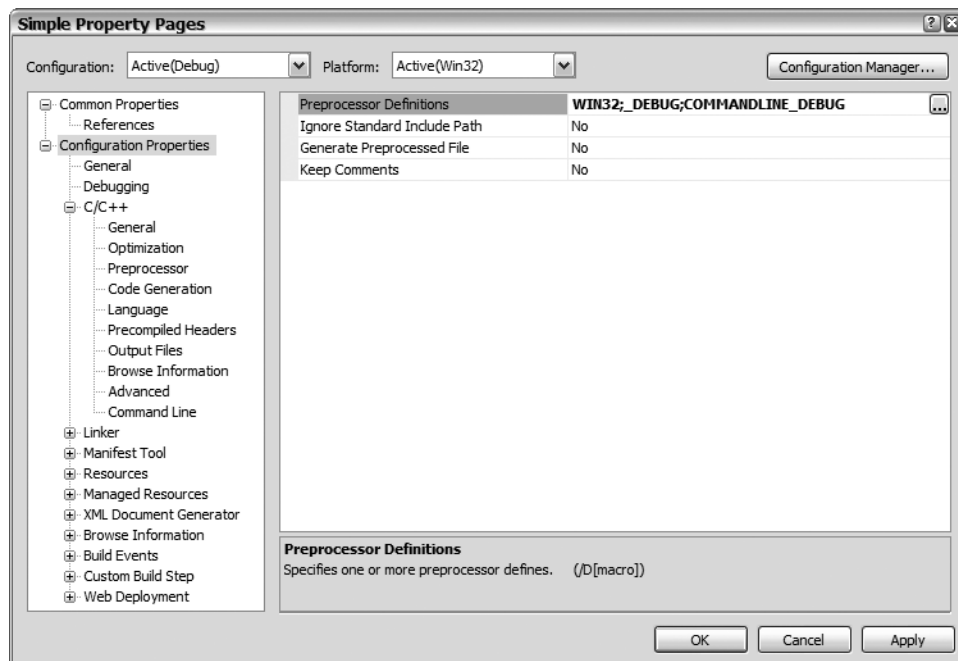 Simple Property Pages
Configuration: Active(Debug) Platform: Active(Win32) Configuration Manager...
Common Properties
References
Configuration Properties
General
Debugging
C/C++
General
Optimization
Preprocessor
Code Generation
Language
Precompiled Headers
Output Files
Browse Information
Advanced
Command Line
Linker
Manifest Tool
Resources
Managed Resources
XML Document Generator
Browse Information
Build Events
Custom Build Step
Web Deployment
Preprocessor Definitions WIN32;_DEBUG;COMMANDLINE_DEBUG ...
Ignore Standard Include Path No
Generate Preprocessed File No
Keep Comments No
Preprocessor Definitions
Specifies one or more preprocessor defines. (/D[macro])
OK Cancel Apply